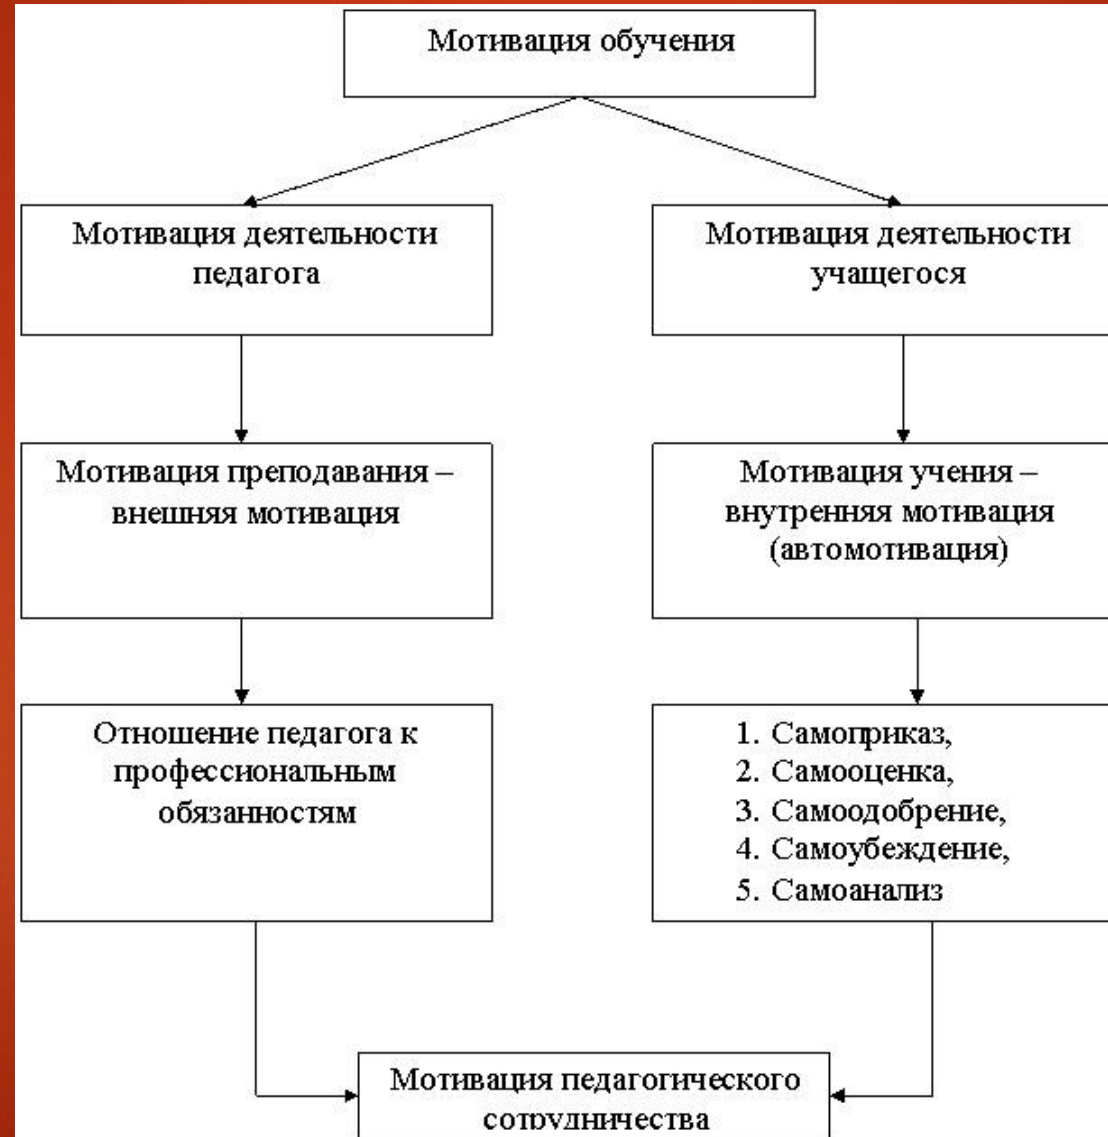 Мотивация обучения
Мотивация деятельности
педагога
Мотивация деятельности
учащегося
Мотивация преподавания –
внешняя мотивация
Мотивация учения –
внутренняя мотивация
(автомотивация)
Отношение педагога к
профессиональным
обязанностям
1. Самоприказ,
2. Самооценка,
3. Самоодобрение,
4. Самоубеждение,
5. Самоанализ
Мотивация педагогического
сотрудничества